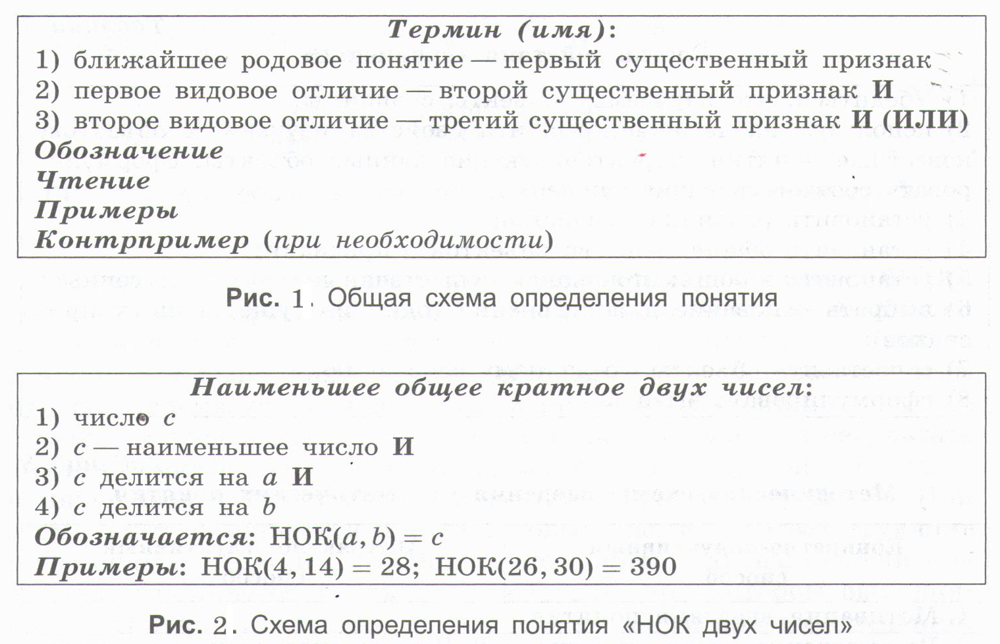 Термин (имя):
1) ближайшее родовое понятие — первый существенный признак
2) первое видовое отличие — второй существенный признак И
3) второе видовое отличие — третий существенный признак И (ИЛИ)
Обозначение
Чтение
Примеры
Контрпример (при необходимости)
Рис. 1. Общая схема определения понятия
Наименьшее общее кратное двух чисел:
1) число c
2) c — наименьшее число И
3) c делится на a И
4) c делится на b
Обозначается: НОК(a, b) = c
Примеры: НОК(4, 14) = 28; НОК(26, 30) = 390
Рис. 2. Схема определения понятия «НОК двух чисел»